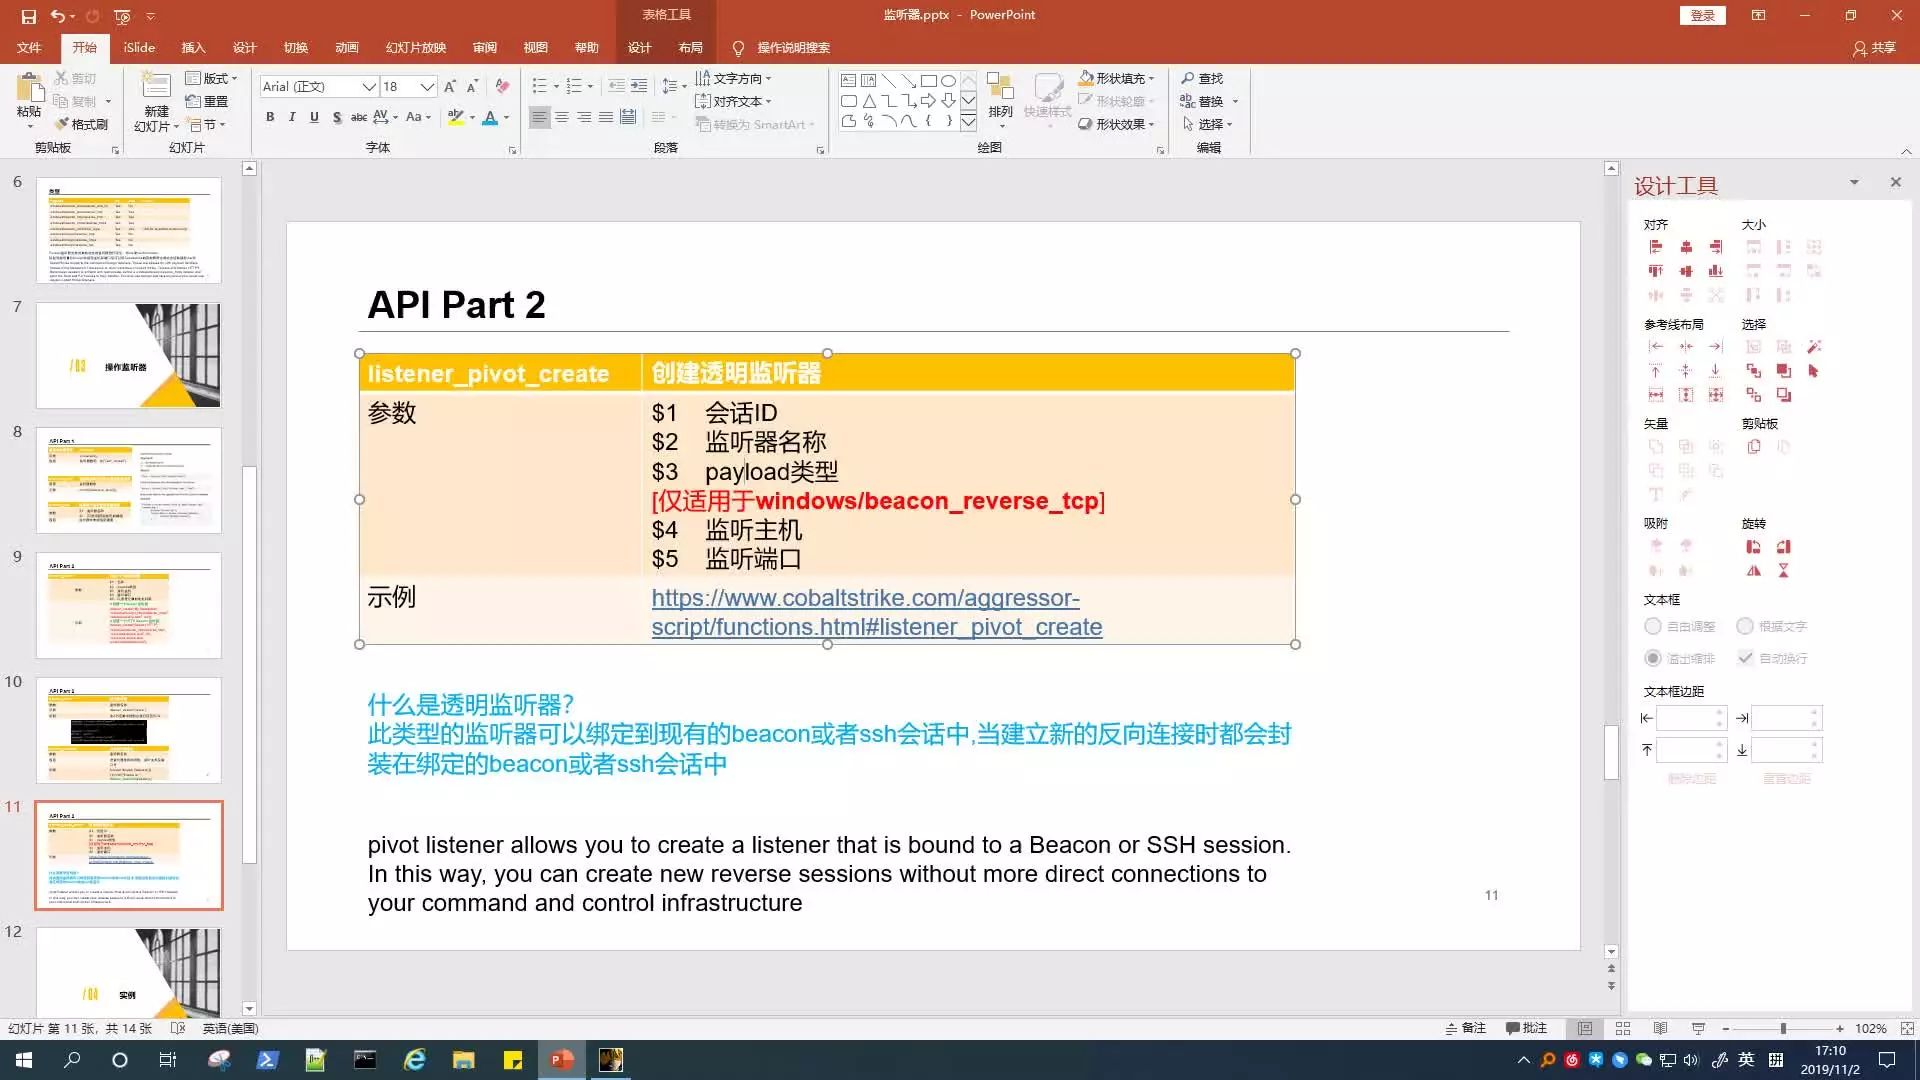 监听器.pptx - PowerPoint
表格工具
登录
文件 开始 iSlide 插入 设计 切换 动画 幻灯片放映 审阅 视图 帮助 设计 布局 操作说明搜索 共享
粘贴 剪切 复制 格式刷 剪贴板
新建幻灯片 版式 重置 节 幻灯片
Arial (正文) 18
B I U S abc AV Aa A 字体
文字方向 对齐文本 转换为 SmartArt 段落
排列 快速样式 形状填充 形状轮廓 形状效果 绘图
查找 替换 选择 编辑
6
7
/03 操作监听器
8
9
10
11
API Part 2
12
/04 实例
API Part 2
listener_pivot_create 创建透明监听器
参数
$1 会话ID
$2 监听器名称
$3 payload类型
[仅适用于windows/beacon_reverse_tcp]
$4 监听主机
$5 监听端口
示例
https://www.cobaltstrike.com/aggressor-
script/functions.html#listener_pivot_create
什么是透明监听器?
此类型的监听器可以绑定到现有的beacon或者ssh会话中,当建立新的反向连接时都会封
装在绑定的beacon或者ssh会话中
pivot listener allows you to create a listener that is bound to a Beacon or SSH session.
In this way, you can create new reverse sessions without more direct connections to
your command and control infrastructure
11
设计工具
对齐 大小
参考线布局 选择
矢量 剪贴板
吸附 旋转
文本框
自由调整 根据文字
溢出缩排 自动换行
文本框边距
删除边距 重置边距
幻灯片 第 11 张，共 14 张 英语(美国)
备注 批注 102%
英
17:10
2019/11/2